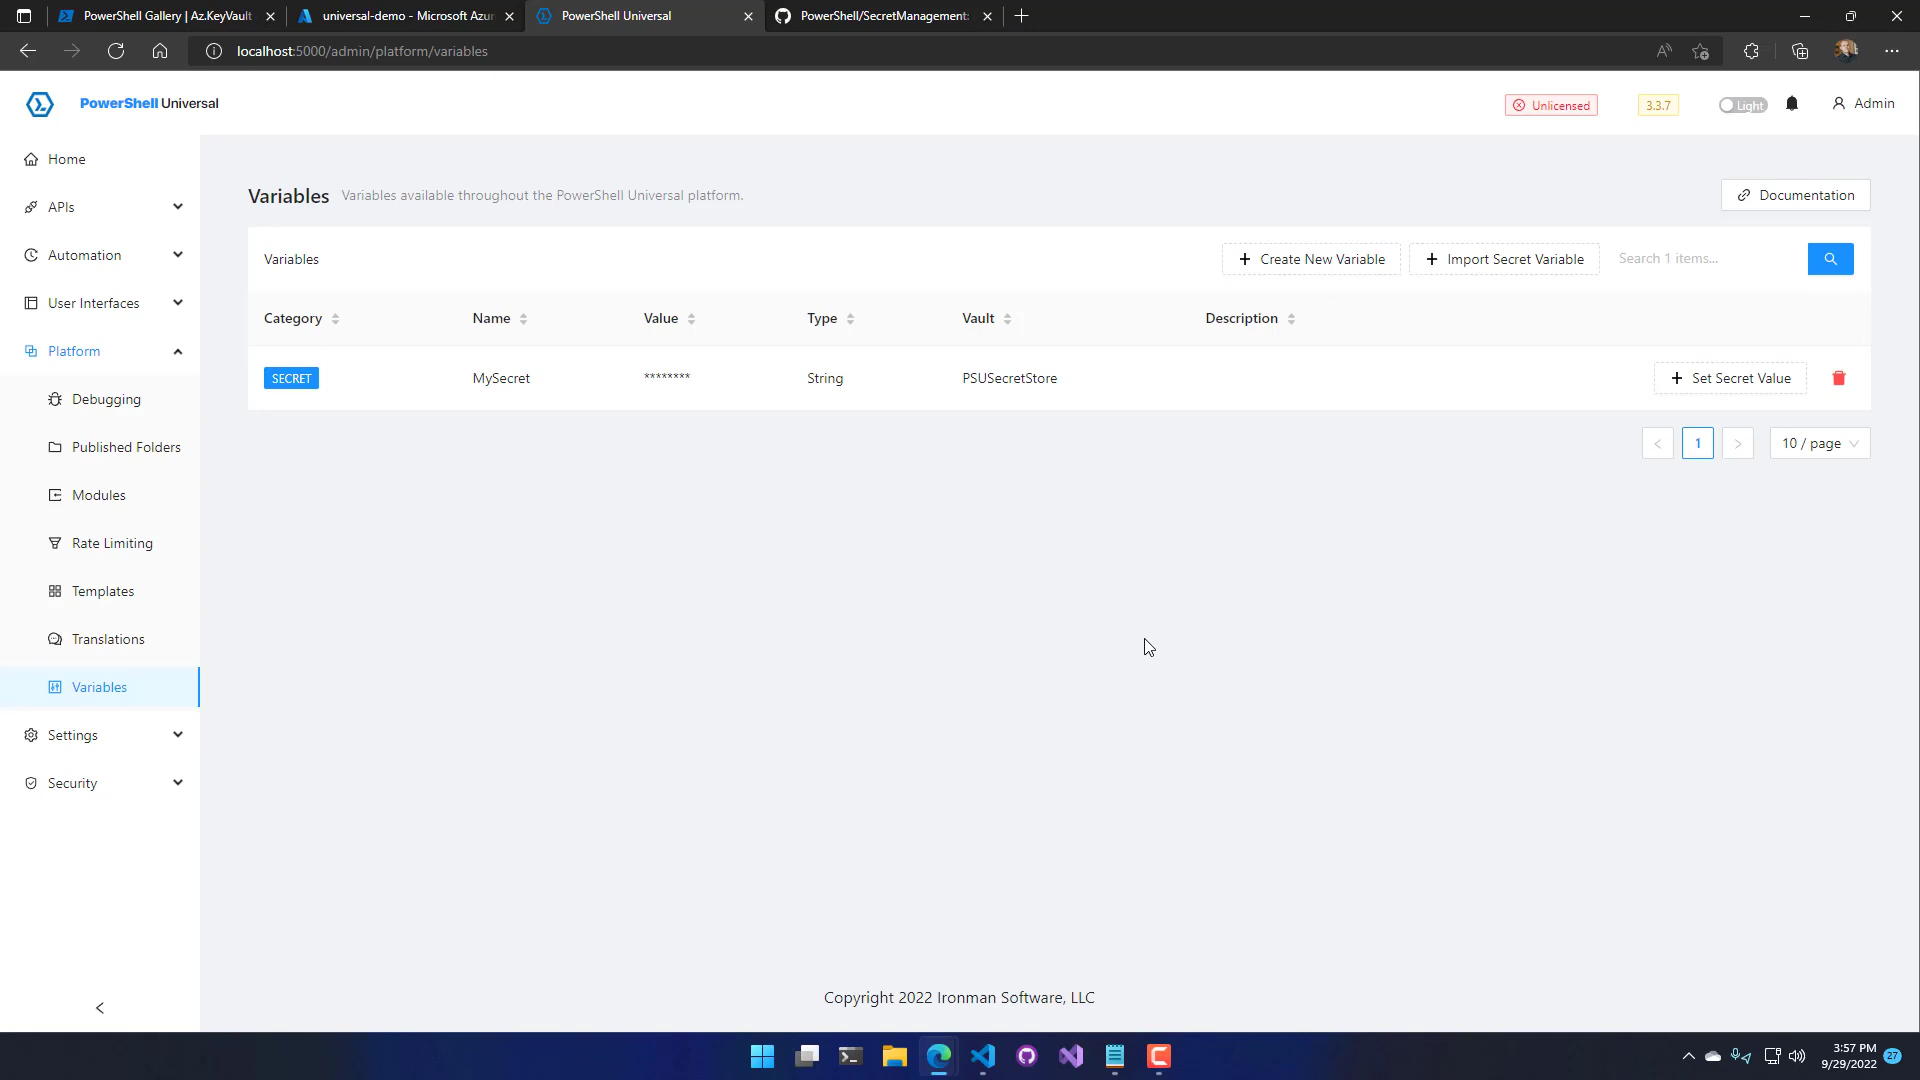 PowerShell Gallery | Az.KeyVault
universal-demo - Microsoft Azur
PowerShell Universal
PowerShell/SecretManagement:
localhost:5000/admin/platform/variables
PowerShell Universal
Unlicensed
3.3.7
Light
Admin
Home
APIs
Automation
User Interfaces
Platform
Debugging
Published Folders
Modules
Rate Limiting
Templates
Translations
Variables
Settings
Security
Variables Variables available throughout the PowerShell Universal platform.
Documentation
Variables
Create New Variable
Import Secret Variable
Search 1 items...
Category Name Value Type Vault Description
SECRET MySecret ******** String PSUSecretStore
Set Secret Value
< 1 > 10 / page
Copyright 2022 Ironman Software, LLC
3:57 PM
9/29/2022
27